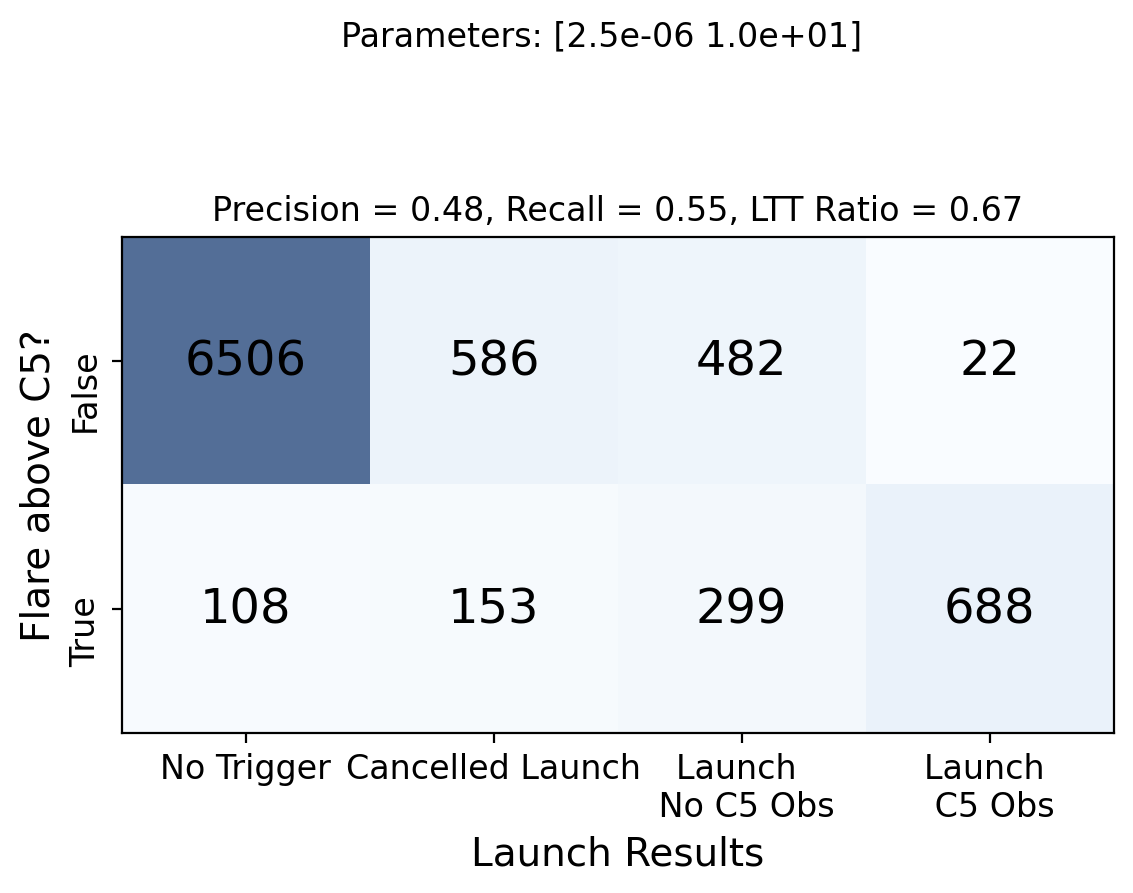 Parameters: [2.5e-06 1.0e+01]
Precision = 0.48, Recall = 0.55, LTT Ratio = 0.67
Flare above C5?
False
6506 586 482 22
True
108 153 299 688
No Trigger Cancelled Launch Launch Launch
No C5 Obs C5 Obs
Launch Results